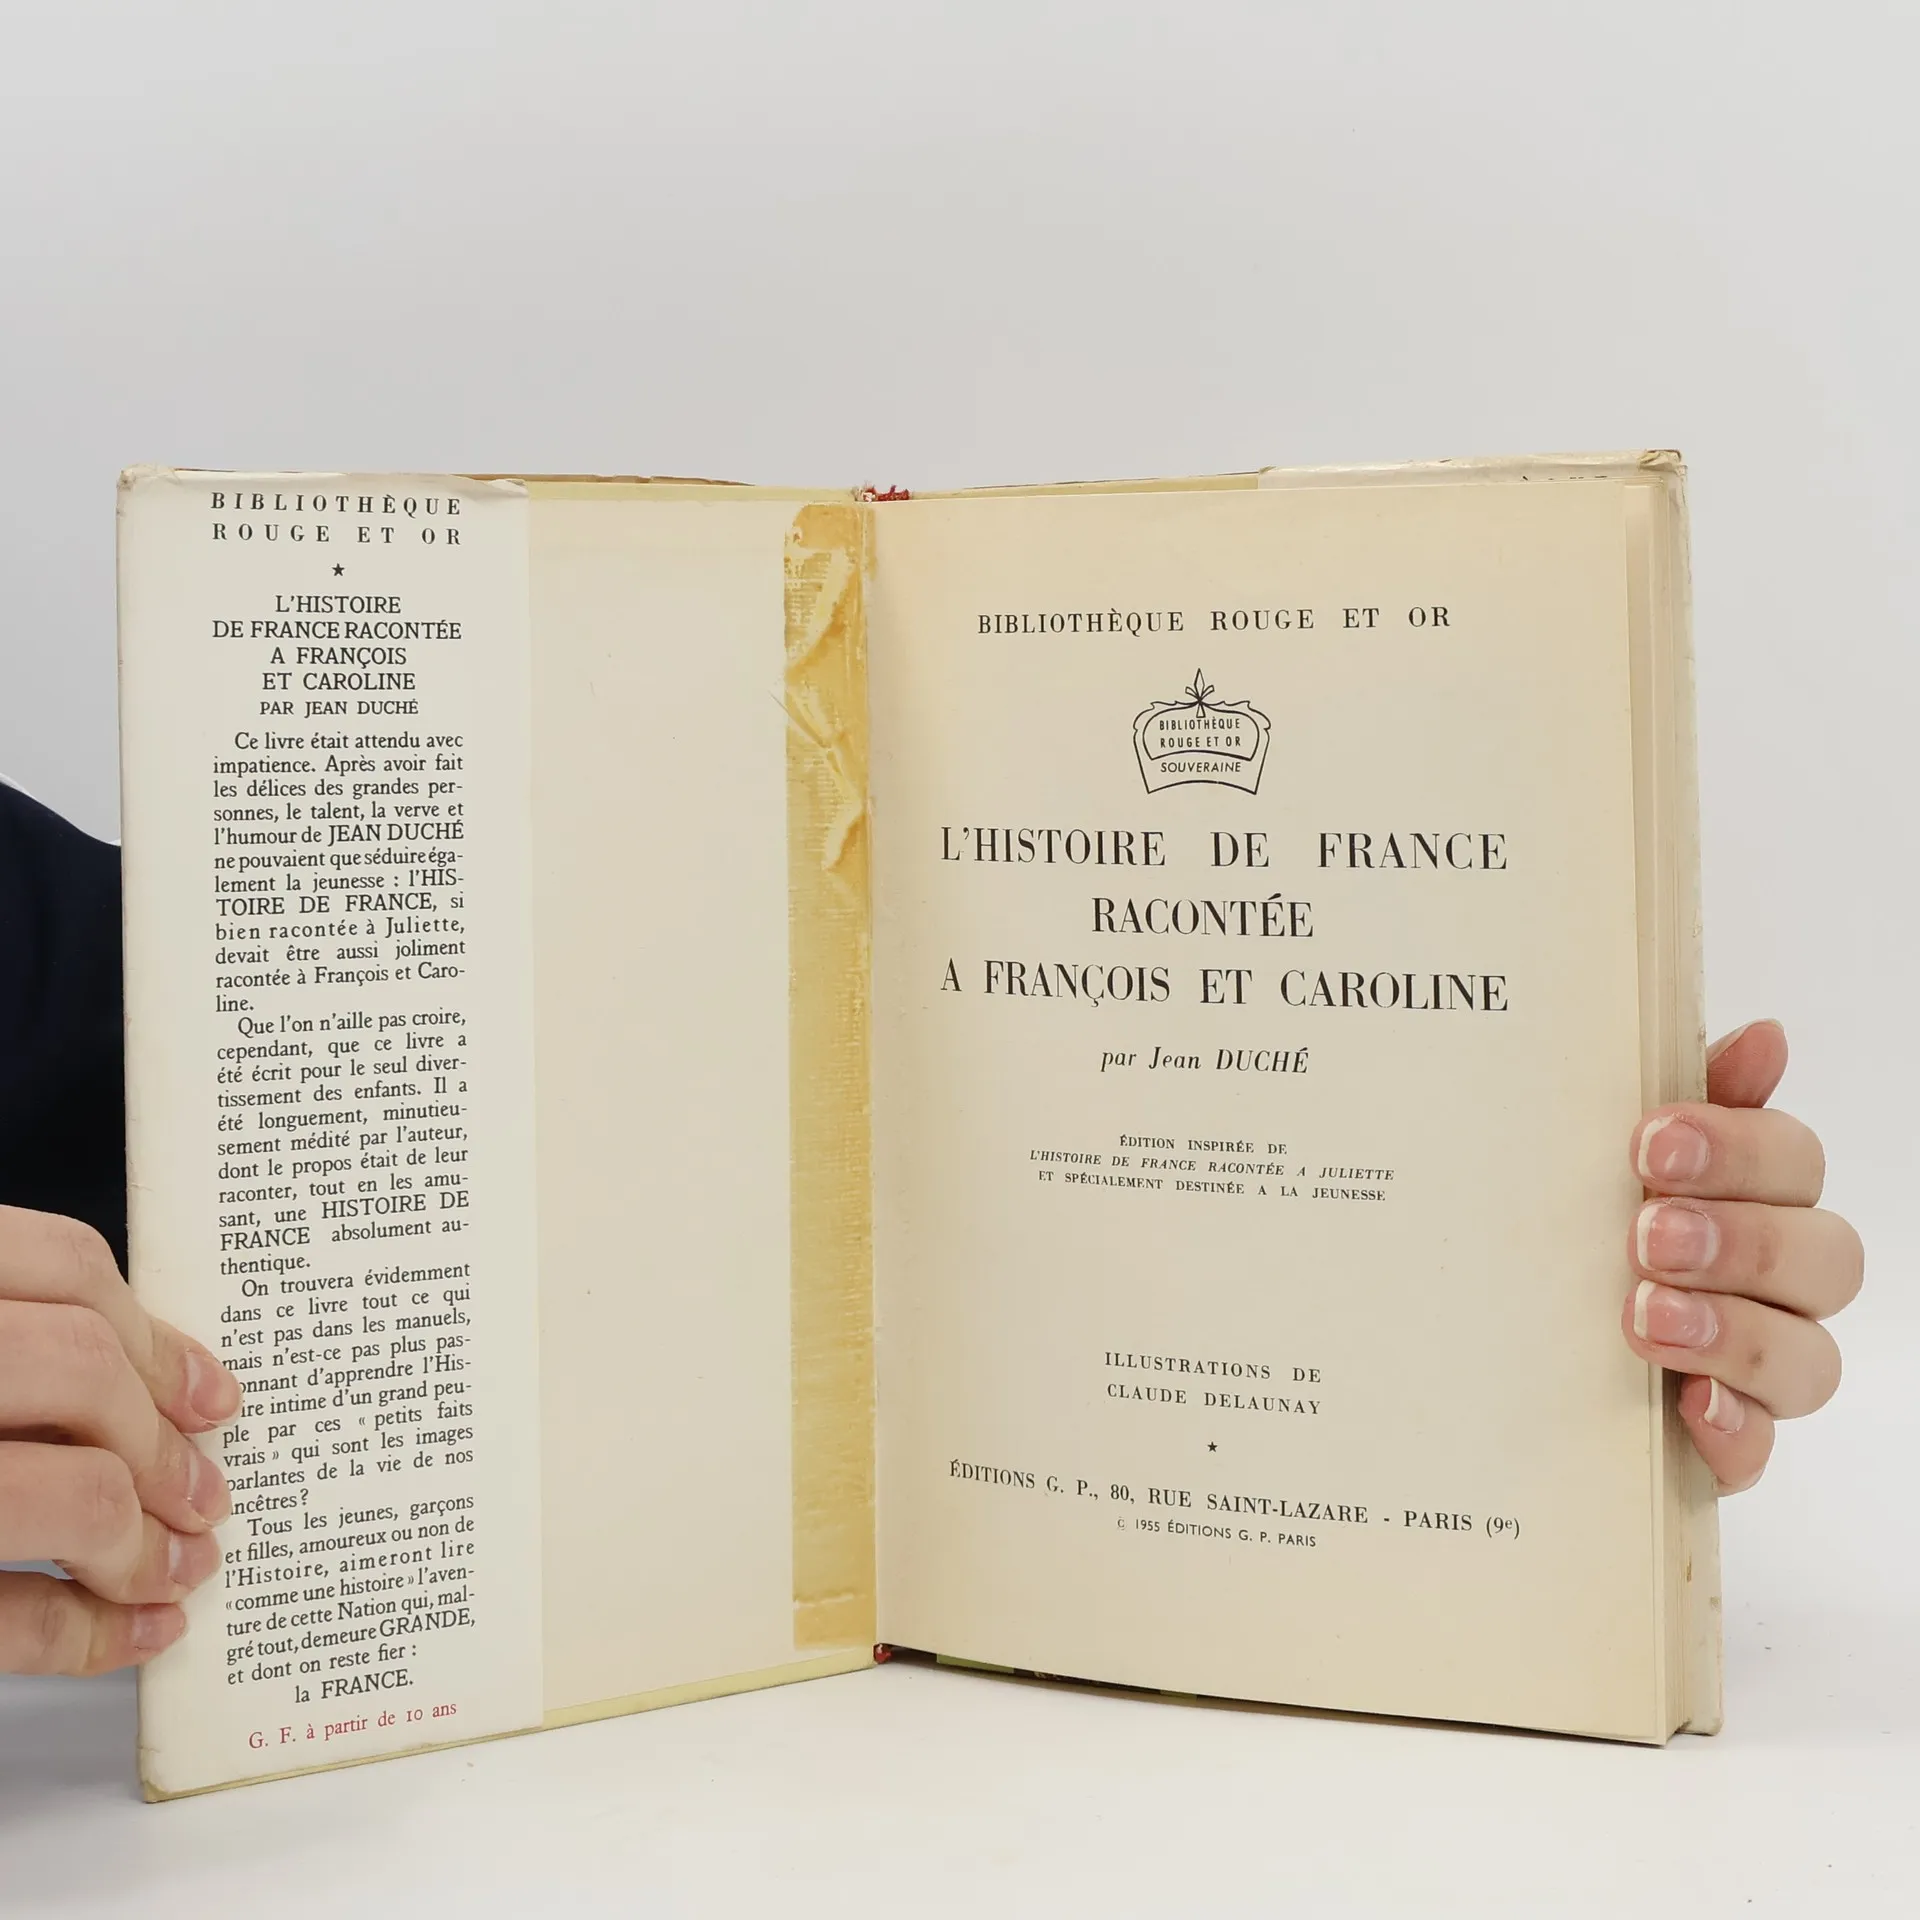 BIBLIOTHÈQUE
ROUGE ET OR
★
L'HISTOIRE
DE FRANCE RACONTÉE
A FRANÇOIS
ET CAROLINE
PAR JEAN DUCHÉ
Ce livre était attendu avec
impatience. Après avoir fait
les délices des grandes per-
sonnes, le talent, la verve et
l'humour de JEAN DUCHÉ
ne pouvaient que séduire éga-
lement la jeunesse : l'HIS-
TOIRE DE FRANCE, si
bien racontée à Juliette,
devait être aussi joliment
racontée à François et Caro-
line.
Que l'on n'aille pas croire,
cependant, que ce livre a
été écrit pour le seul diver-
tissement des enfants. Il a
été longuement, minutieu-
sement médité par l'auteur,
dont le propos était de leur
raconter, tout en les amu-
sant, une HISTOIRE DE
FRANCE absolument au-
thentique.
On trouvera évidemment
dans ce livre tout ce qui
n'est pas dans les manuels,
mais n'est-ce pas plus pas-
onnant d'apprendre l'His-
ire intime d'un grand peu-
ple par ces « petits faits
vrais » qui sont les images
parlantes de la vie de nos
ncêtres ?
Tous les jeunes, garçons
et filles, amoureux ou non de
l'Histoire, aimeront lire
« comme une histoire » l'aven-
ture de cette Nation qui, mal-
gré tout, demeure GRANDE,
et dont on reste fier :
la FRANCE.
G. F. à partir de 10 ans
BIBLIOTHÈQUE ROUGE ET OR
BIBLIOTHÈQUE
ROUGE ET OR
SOUVERAINE
L'HISTOIRE DE FRANCE
RACONTÉE
A FRANÇOIS ET CAROLINE
par Jean DUCHÉ
ÉDITION INSPIRÉE DE
L'HISTOIRE DE FRANCE RACONTÉE A JULIETTE
ET SPÉCIALEMENT DESTINÉE A LA JEUNESSE
ILLUSTRATIONS DE
CLAUDE DELAUNAY
★
ÉDITIONS G. P., 80, RUE SAINT-LAZARE - PARIS (9e)
© 1955 ÉDITIONS G. P. PARIS